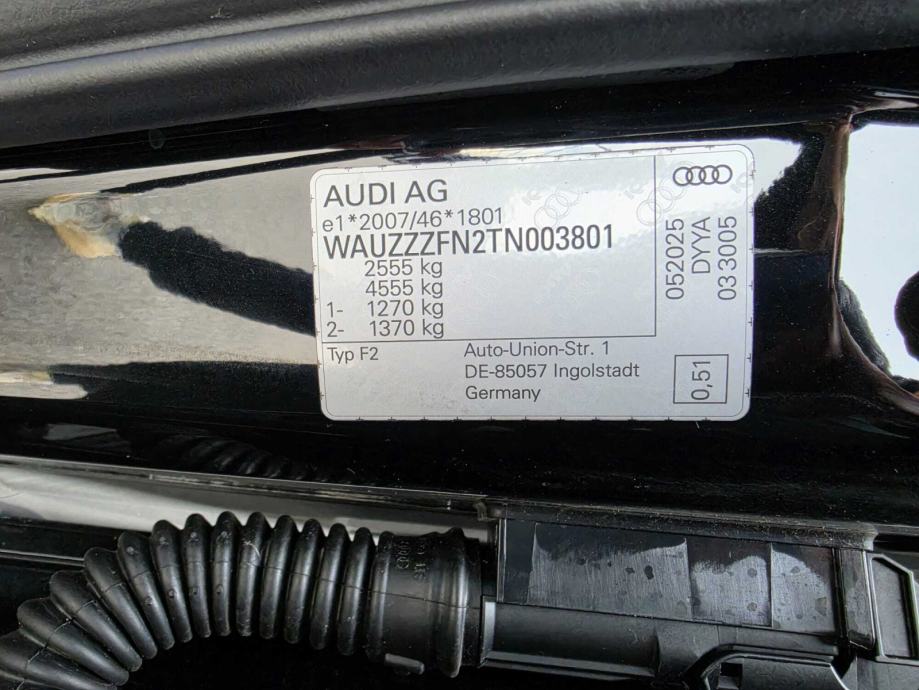 AUDI AG
e1*2007/46*1801
WAUZZZFN2TN003801
2555 kg
4555 kg
1- 1270 kg
2- 1370 kg
Typ F2
Auto-Union-Str. 1
DE-85057 Ingolstadt
Germany
052025
DYYA
033005
0,51